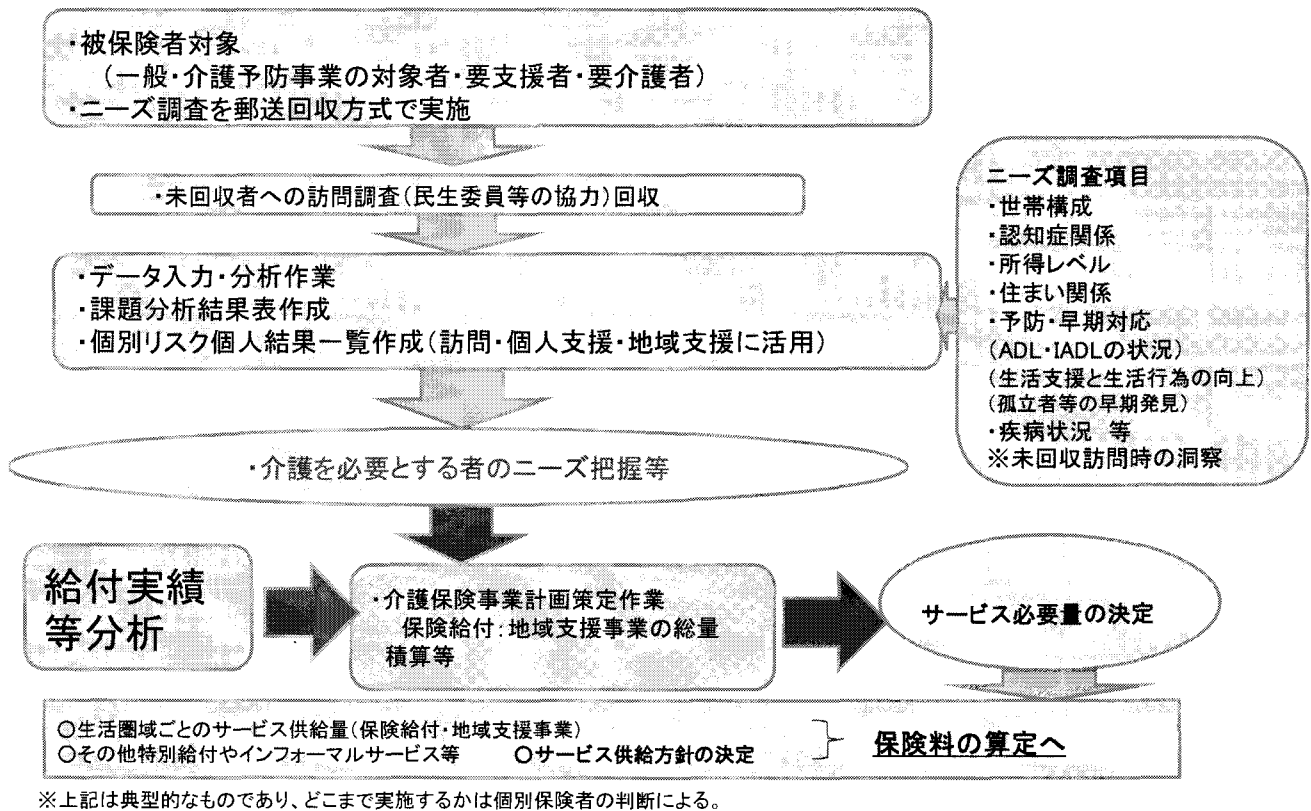 ・被保険者対象
（一般・介護予防事業の対象者・要支援者・要介護者）
・ニーズ調査を郵送回収方式で実施
・未回収者への訪問調査(民生委員等の協力)回収
・データ入力・分析作業
・課題分析結果表作成
・個別リスク個人結果一覧作成(訪問・個人支援・地域支援に活用)
ニーズ調査項目
・世帯構成
・認知症関係
・所得レベル
・住まい関係
・予防・早期対応
(ADL・IADLの状況)
(生活支援と生活行為の向上)
(孤立者等の早期発見)
・疾病状況 等
※未回収訪問時の洞察
・介護を必要とする者のニーズ把握等
給付実績
等分析
・介護保険事業計画策定作業
保険給付:地域支援事業の総量
積算等
サービス必要量の決定
○生活圏域ごとのサービス供給量(保険給付・地域支援事業)
○その他特別給付やインフォーマルサービス等 ○サービス供給方針の決定
保険料の算定へ
※上記は典型的なものであり、どこまで実施するかは個別保険者の判断による。